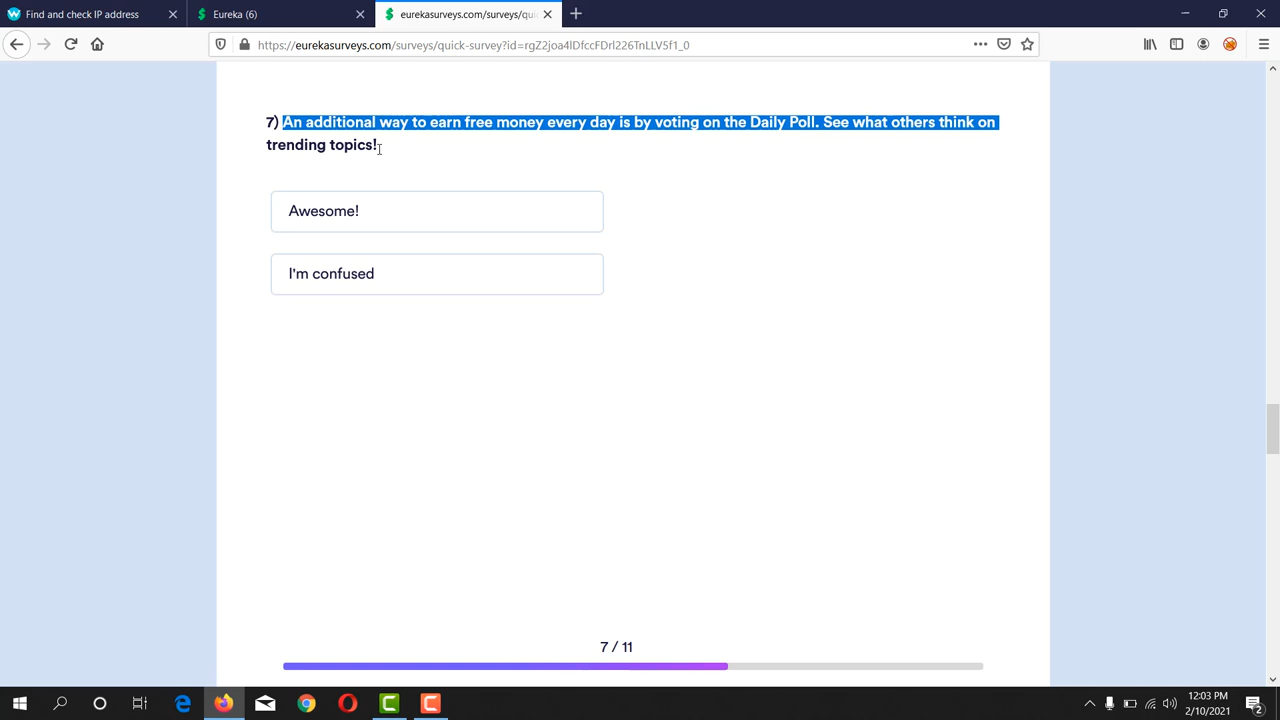 Find and check IP address
Eureka (6)
eurekasurveys.com/surveys/qui
https://eurekasurveys.com/surveys/quick-survey?id=rgZ2joa4lDfccFDrl226TnLLV5f1_0
7) An additional way to earn free money every day is by voting on the Daily Poll. See what others think on
trending topics!
Awesome!
I'm confused
7 / 11
12:03 PM
2/10/2021
2